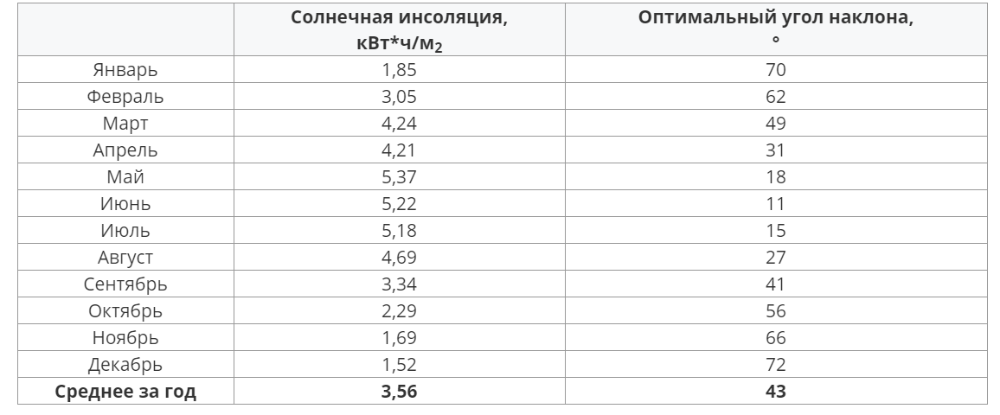 Солнечная инсоляция, Оптимальный угол наклона,
кВт*ч/м2 °
Январь 1,85 70
Февраль 3,05 62
Март 4,24 49
Апрель 4,21 31
Май 5,37 18
Июнь 5,22 11
Июль 5,18 15
Август 4,69 27
Сентябрь 3,34 41
Октябрь 2,29 56
Ноябрь 1,69 66
Декабрь 1,52 72
Среднее за год 3,56 43